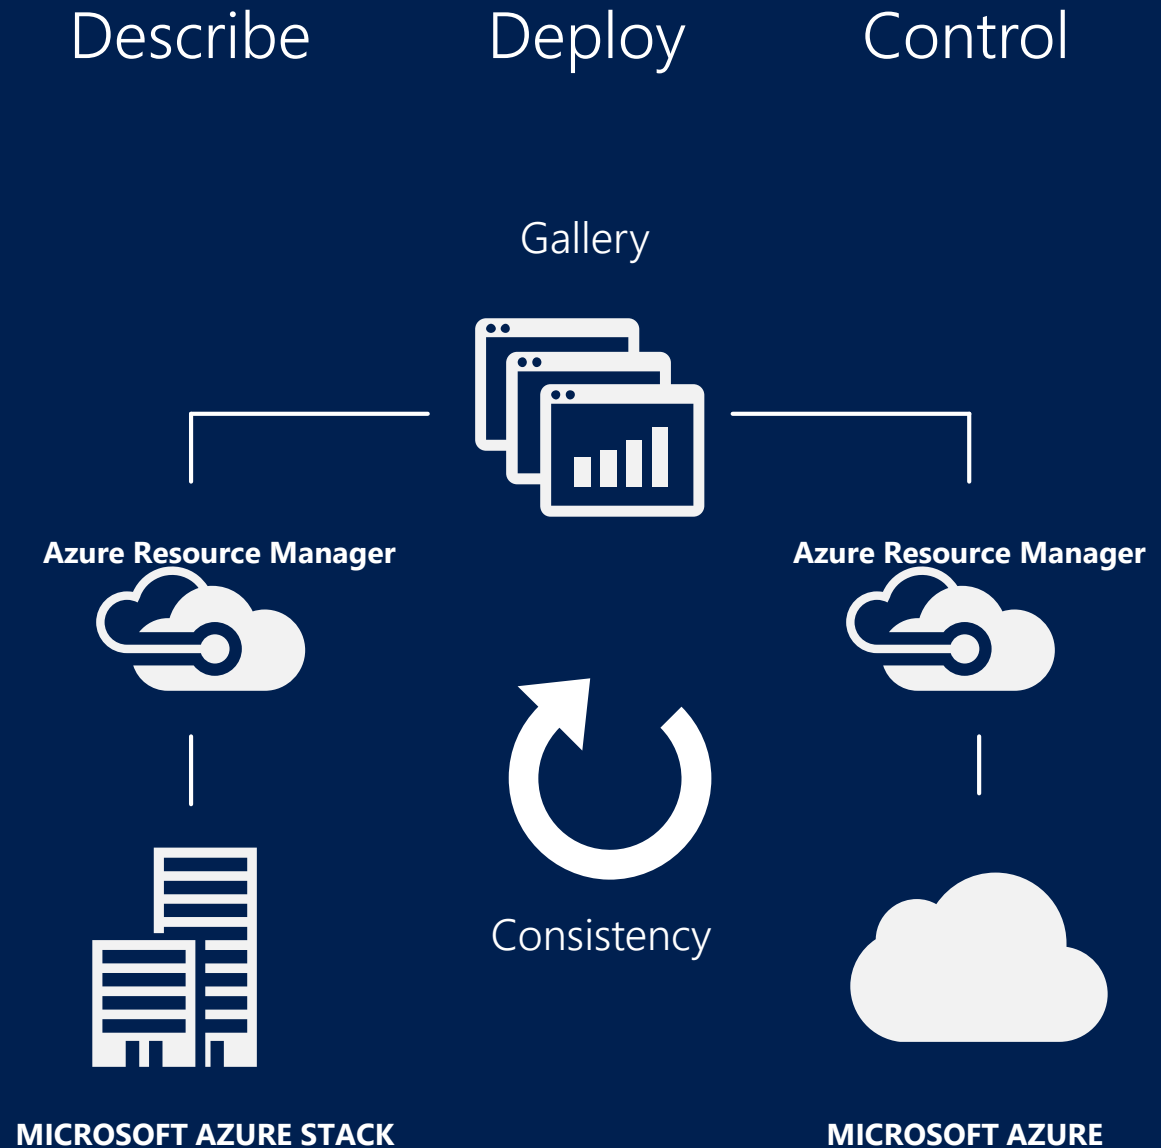 Describe
Deploy
Control
Gallery
Azure Resource Manager
Azure Resource Manager
Consistency
MICROSOFT AZURE STACK
MICROSOFT AZURE